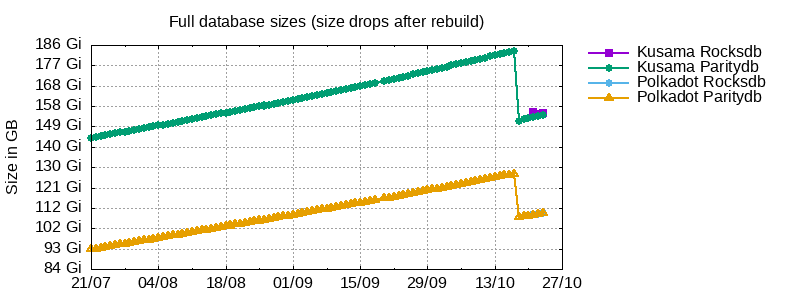 Full database sizes (size drops after rebuild)
Size in GB
186 Gi
177 Gi
168 Gi
158 Gi
149 Gi
140 Gi
130 Gi
121 Gi
112 Gi
102 Gi
93 Gi
84 Gi
21/07 04/08 18/08 01/09 15/09 29/09 13/10 27/10
Kusama Rocksdb
Kusama Paritydb
Polkadot Rocksdb
Polkadot Paritydb